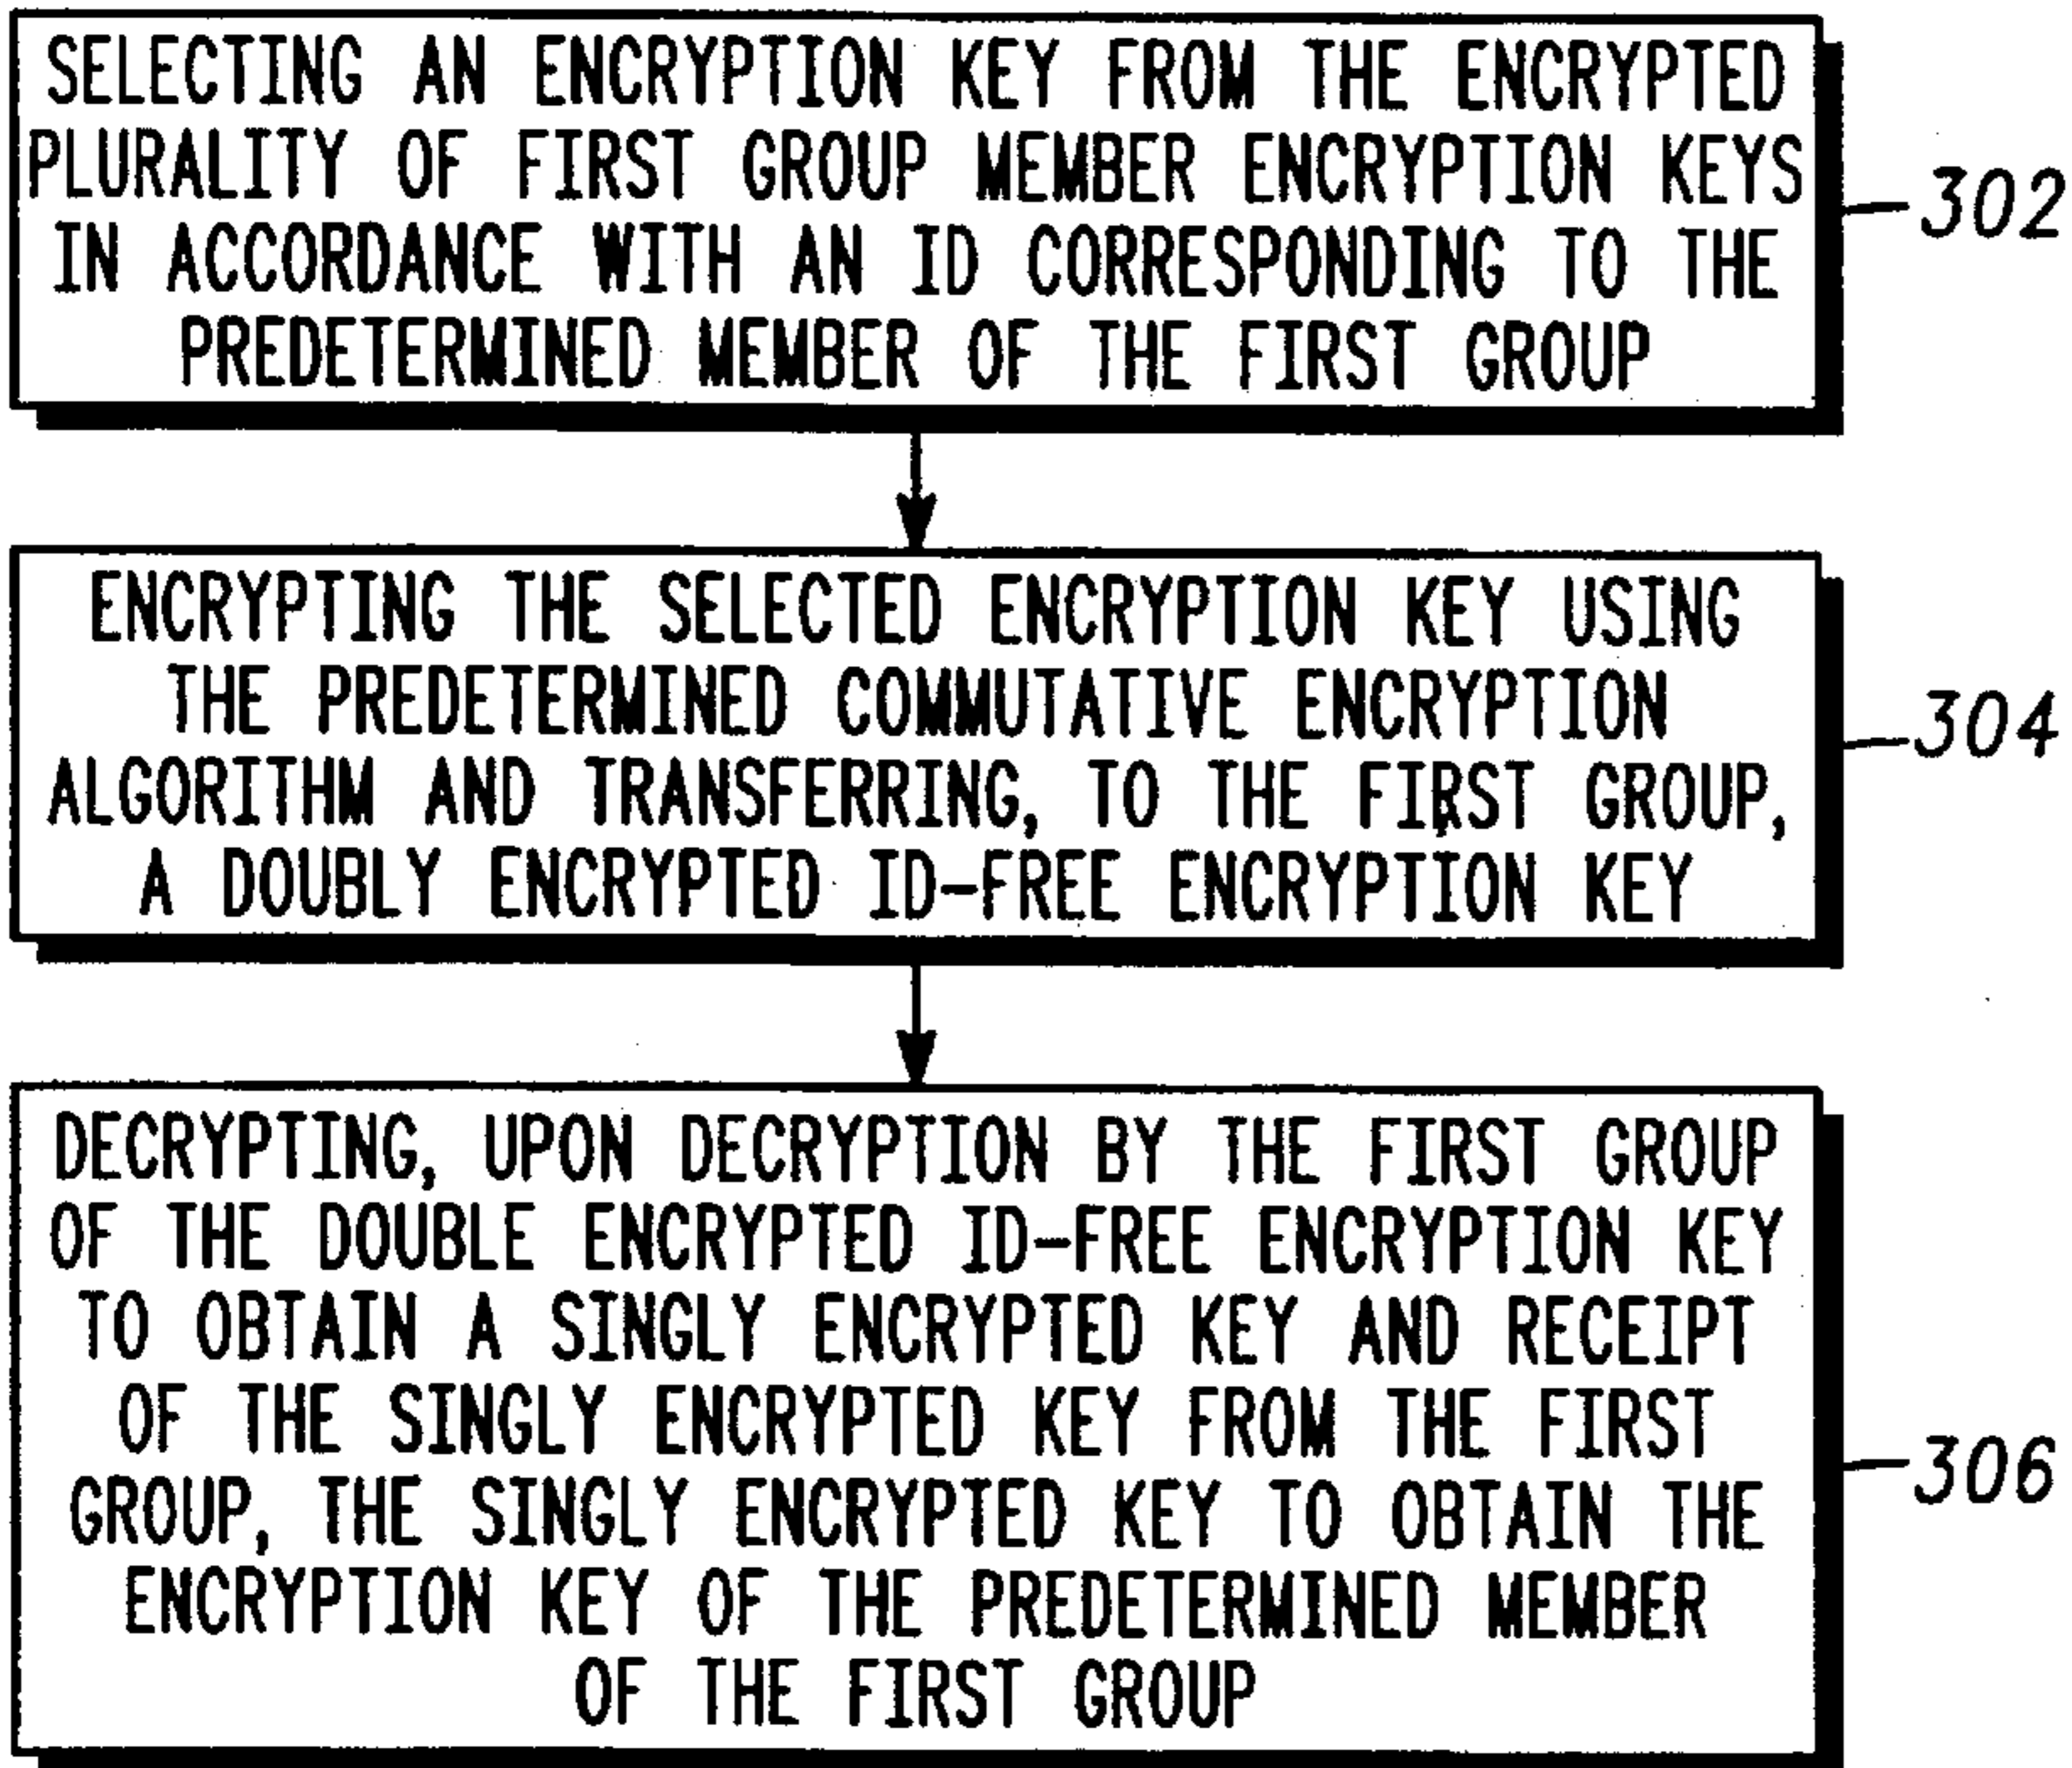 SELECTING AN ENCRYPTION KEY FROM THE ENCRYPTED
PLURALITY OF FIRST GROUP MEMBER ENCRYPTION KEYS
IN ACCORDANCE WITH AN ID CORRESPONDING TO THE
PREDETERMINED MEMBER OF THE FIRST GROUP
302
ENCRYPTING THE SELECTED ENCRYPTION KEY USING
THE PREDETERMINED COMMUTATIVE ENCRYPTION
ALGORITHM AND TRANSFERRING, TO THE FIRST GROUP,
A DOUBLY ENCRYPTED ID-FREE ENCRYPTION KEY
304
DECRYPTING, UPON DECRYPTION BY THE FIRST GROUP
OF THE DOUBLE ENCRYPTED ID-FREE ENCRYPTION KEY
TO OBTAIN A SINGLY ENCRYPTED KEY AND RECEIPT
OF THE SINGLY ENCRYPTED KEY FROM THE FIRST
GROUP, THE SINGLY ENCRYPTED KEY TO OBTAIN THE
ENCRYPTION KEY OF THE PREDETERMINED MEMBER
OF THE FIRST GROUP
306